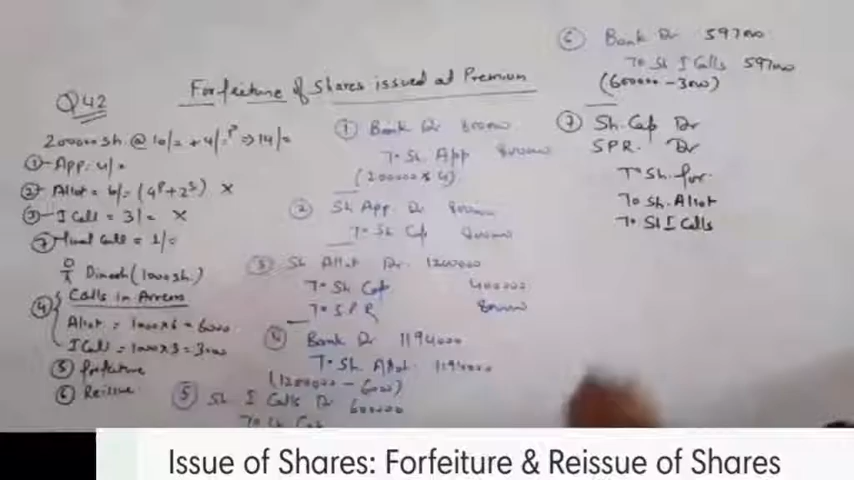 Forfeiture of Shares issued at Premium
Q42
200000 sh. @ 10/= + 4/=P ⇒ 14/=
① App: 4/=
② Allot = 6/= (4P + 2S) ×
③ I Call = 3/= ×
Final Call = 1/=
Dinesh (1000 sh.)
④ Calls in Arrears
Allot = 1000 × 6 = 6000
I Call = 1000 × 3 = 3000
⑤ forfeiture
⑥ Reissue
① Bank Dr 800000
To Sh. App 800000
(200000 × 4)
② Sh App. Dr 800000
To Sh Cap 800000
③ Sh Allot Dr. 1200000
To Sh Cap 400000
To S.P.R 800000
④ Bank Dr 1194000
To Sh. Allot. 1194000
(1200000 - 6000)
⑤ Sh I Calls Dr 600000
To Sh Cap
⑥ Bank Dr 597000
To Sh I Calls 597000
(600000 - 3000)
⑦ Sh. Cap Dr
S.P.R. Dr
To Sh. for.
To Sh. Allot
To Sh I Calls
Issue of Shares: Forfeiture & Reissue of Shares